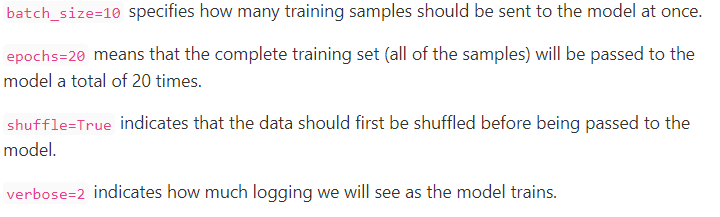 batch_size=10 specifies how many training samples should be sent to the model at once.
epochs=20 means that the complete training set (all of the samples) will be passed to the
model a total of 20 times.
shuffle=True indicates that the data should first be shuffled before being passed to the
model.
verbose=2 indicates how much logging we will see as the model trains.